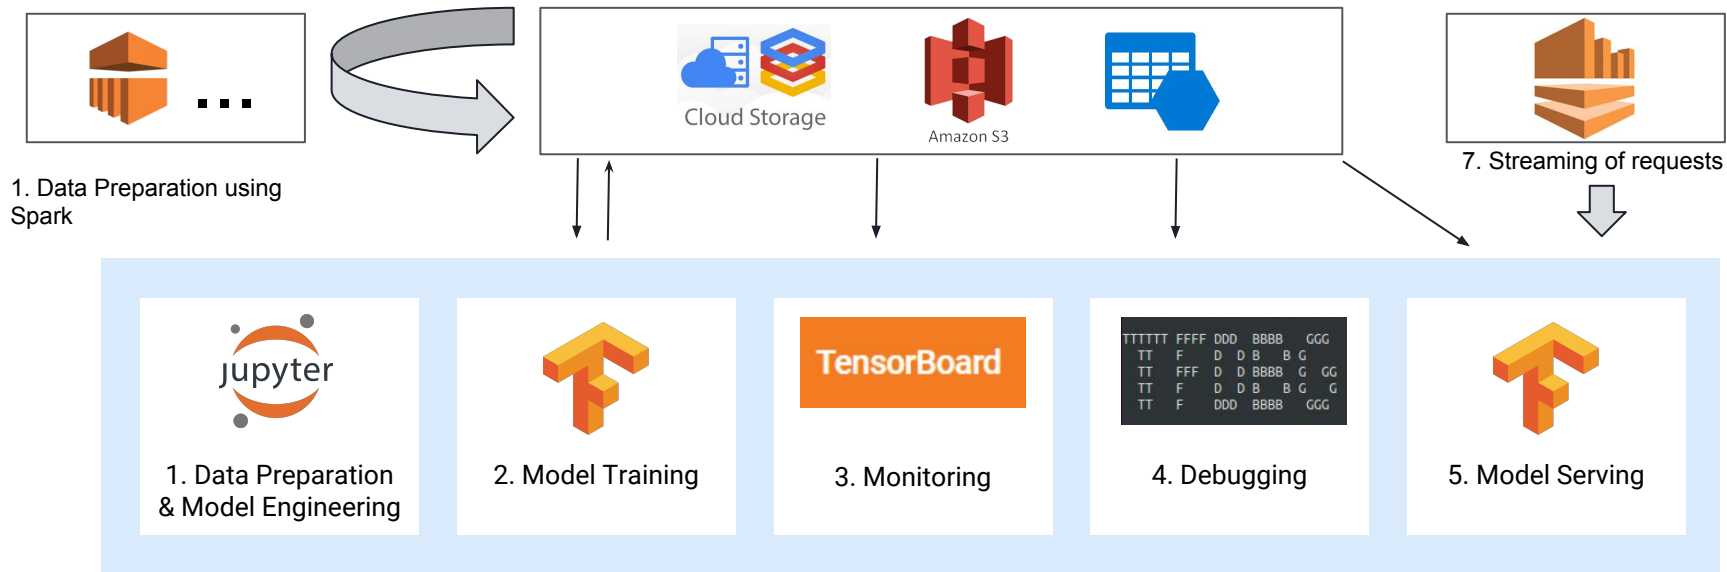 ...
Cloud Storage
Amazon S3
1. Data Preparation using
Spark
7. Streaming of requests
jupyter
1. Data Preparation
& Model Engineering
2. Model Training
TensorBoard
3. Monitoring
TTTTTT FFFF DDD  BBBB   GGG
  TT   F    D  D B   B G
  TT   FFF  D  D BBBB  G  GG
  TT   F    D  D B   B G   G
  TT   F    DDD  BBBB   GGG
4. Debugging
5. Model Serving